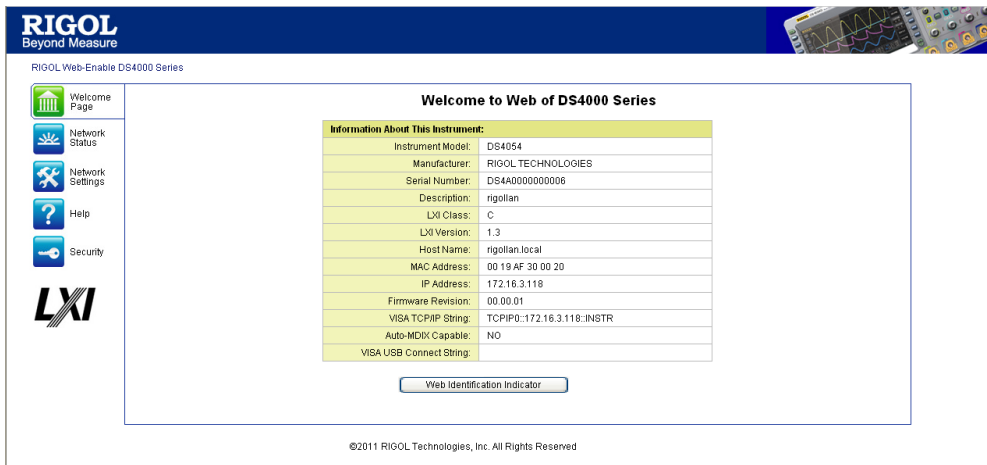 RIGOL
Beyond Measure
RIGOL Web-Enable DS4000 Series
Welcome
Page
Network
Status
Network
Settings
Help
Security
LXI
Welcome to Web of DS4000 Series
Information About This Instrument:
Instrument Model: DS4054
Manufacturer: RIGOL TECHNOLOGIES
Serial Number: DS4A0000000006
Description: rigollan
LXI Class: C
LXI Version: 1.3
Host Name: rigollan.local
MAC Address: 00 19 AF 30 00 20
IP Address: 172.16.3.118
Firmware Revision: 00.00.01
VISA TCP/IP String: TCPIP0::172.16.3.118::INSTR
Auto-MDIX Capable: NO
VISA USB Connect String:
Web Identification Indicator
©2011 RIGOL Technologies, Inc. All Rights Reserved